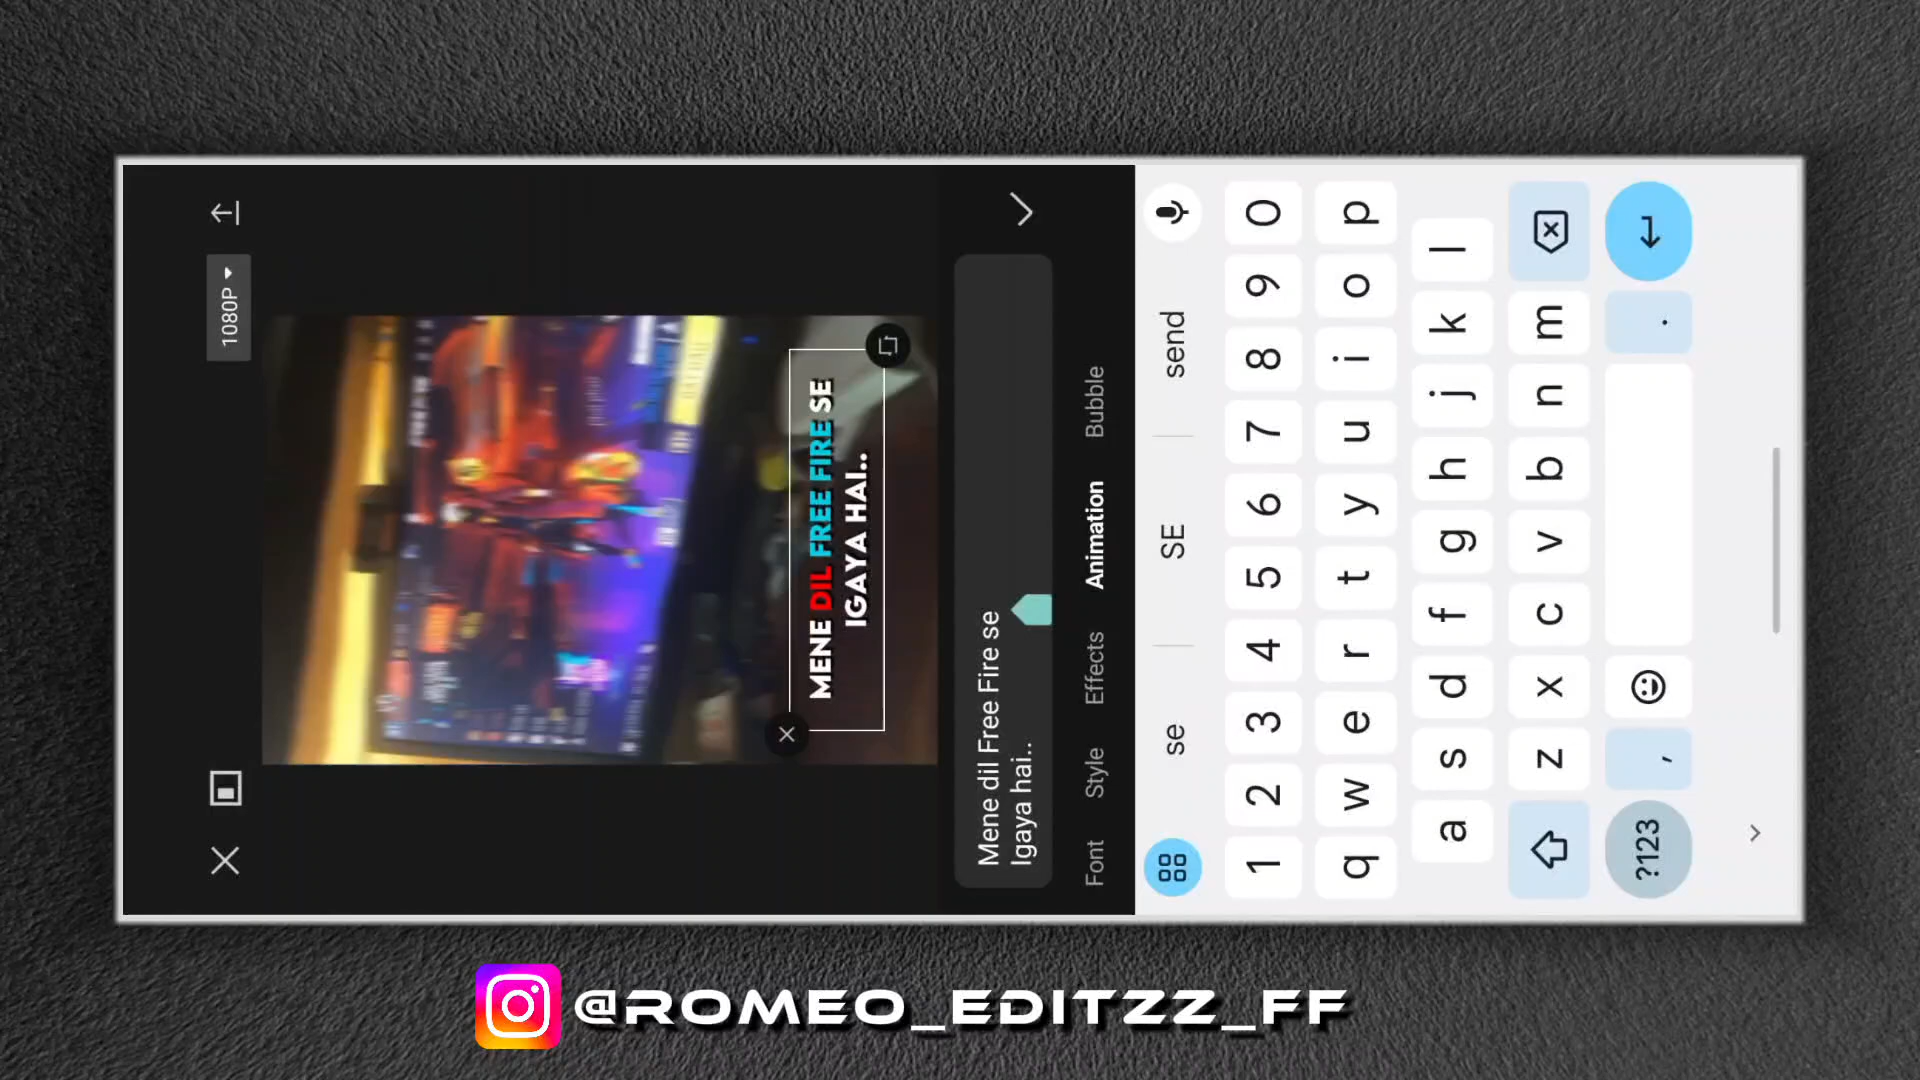 1080P
MENE DIL FREE FIRE SE
IGAYA HAI..
Mene dil Free Fire se
Igaya hai..
Font Style Effects Animation Bubble
se SE send
1 2 3 4 5 6 7 8 9 0
q w e r t y u i o p
a s d f g h j k l
z x c v b n m
?123 , .
@ROMEO_EDITZZ_FF